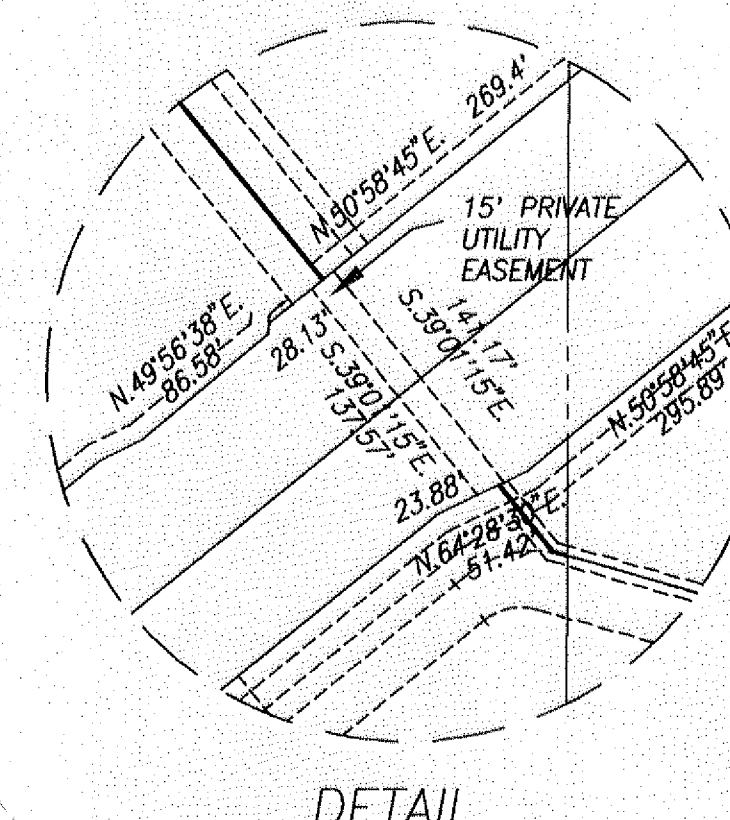 N.50°58'45"E. 269.4'
15' PRIVATE
UTILITY
EASEMENT
N.49°56'38"E.
86.58'
28.13'
S.39°01'15"E.
137.57'
141.17'
S.39°01'15"E.
N.50°58'45"E.
295.89'
23.88'
N.64°28'30"E.
51.42'
DETAIL